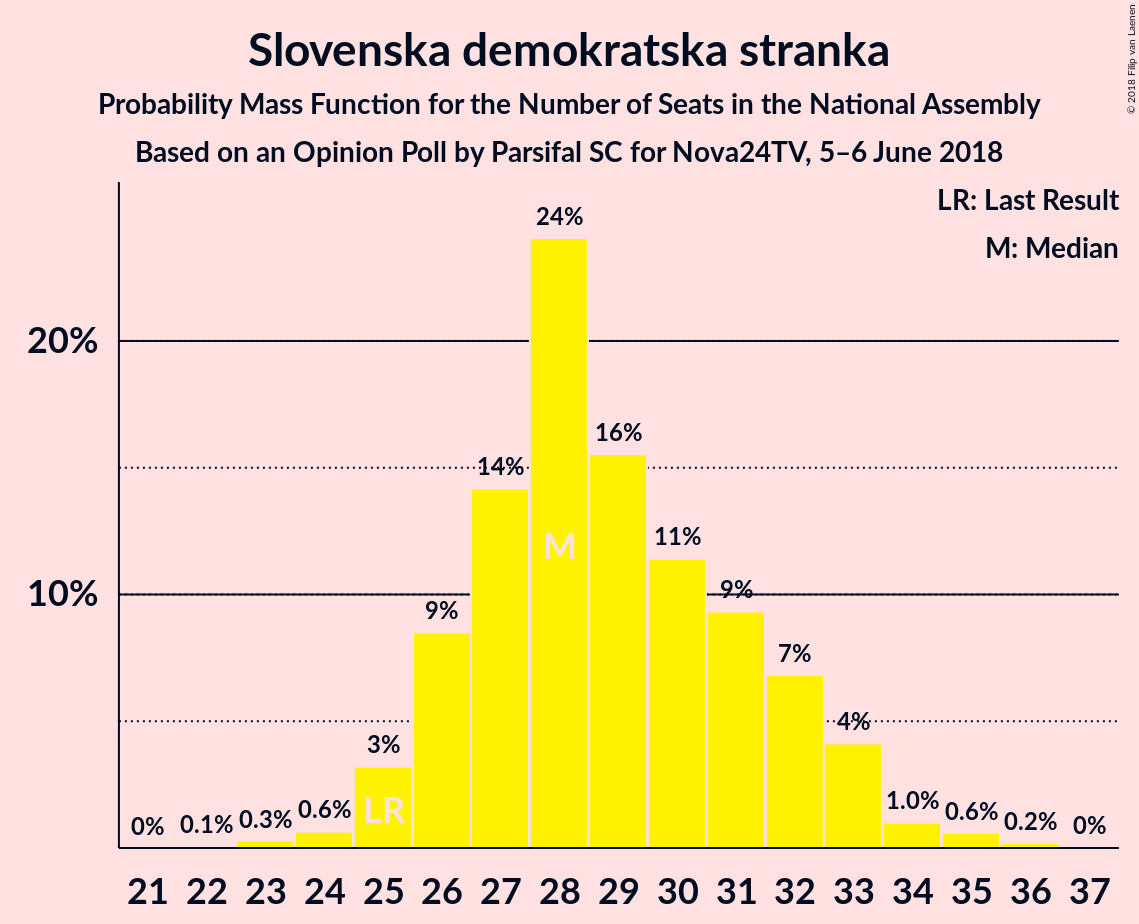 Slovenska demokratska stranka
Probability Mass Function for the Number of Seats in the National Assembly
Based on an Opinion Poll by Parsifal SC for Nova24TV, 5–6 June 2018
© 2018 Filip van Laenen
LR: Last Result
M: Median
20%
10%
0%
0.1%
0.3%
0.6%
3%
9%
14%
24%
16%
11%
9%
7%
4%
1.0%
0.6%
0.2%
0%
LR
M
21 22 23 24 25 26 27 28 29 30 31 32 33 34 35 36 37